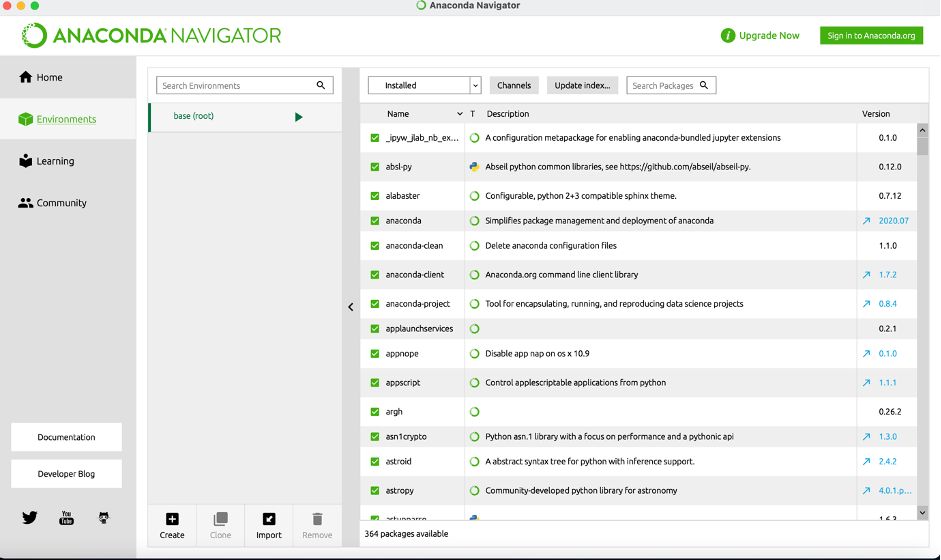 Anaconda Navigator
ANACONDA NAVIGATOR
i Upgrade Now
Sign in to Anaconda.org
Home
Environments
Learning
Community
Documentation
Developer Blog
You Tube
Search Environments
base (root)
Create
Clone
Import
Remove
Installed
Channels
Update index...
Search Packages
Name T Description Version
_ipyw_jlab_nb_ex... A configuration metapackage for enabling anaconda-bundled jupyter extensions 0.1.0
absl-py Abseil python common libraries, see https://github.com/abseil/abseil-py. 0.12.0
alabaster Configurable, python 2+3 compatible sphinx theme. 0.7.12
anaconda Simplifies package management and deployment of anaconda 2020.07
anaconda-clean Delete anaconda configuration files 1.1.0
anaconda-client Anaconda.org command line client library 1.7.2
anaconda-project Tool for encapsulating, running, and reproducing data science projects 0.8.4
applaunchservices 0.2.1
appnope Disable app nap on os x 10.9 0.1.0
appscript Control applescriptable applications from python 1.1.1
argh 0.26.2
asn1crypto Python asn.1 library with a focus on performance and a pythonic api 1.3.0
astroid A abstract syntax tree for python with inference support. 2.4.2
astropy Community-developed python library for astronomy 4.0.1.p...
astunparse 1.6.3
364 packages available